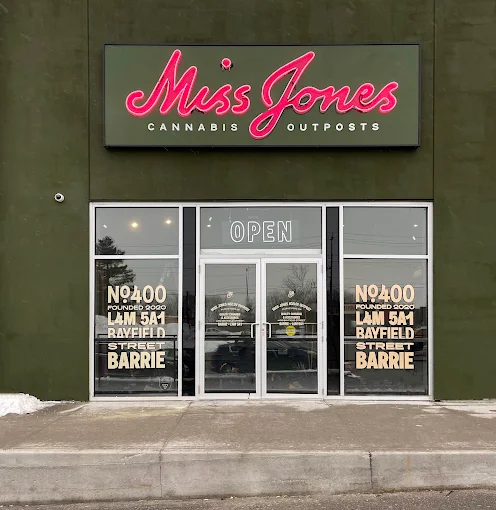 Miss Jones
CANNABIS OUTPOSTS
OPEN
Nº400
FOUNDED 2020
L4M 5A1
BAYFIELD
STREET
BARRIE
Nº400
FOUNDED 2020
L4M 5A1
BAYFIELD
STREET
BARRIE